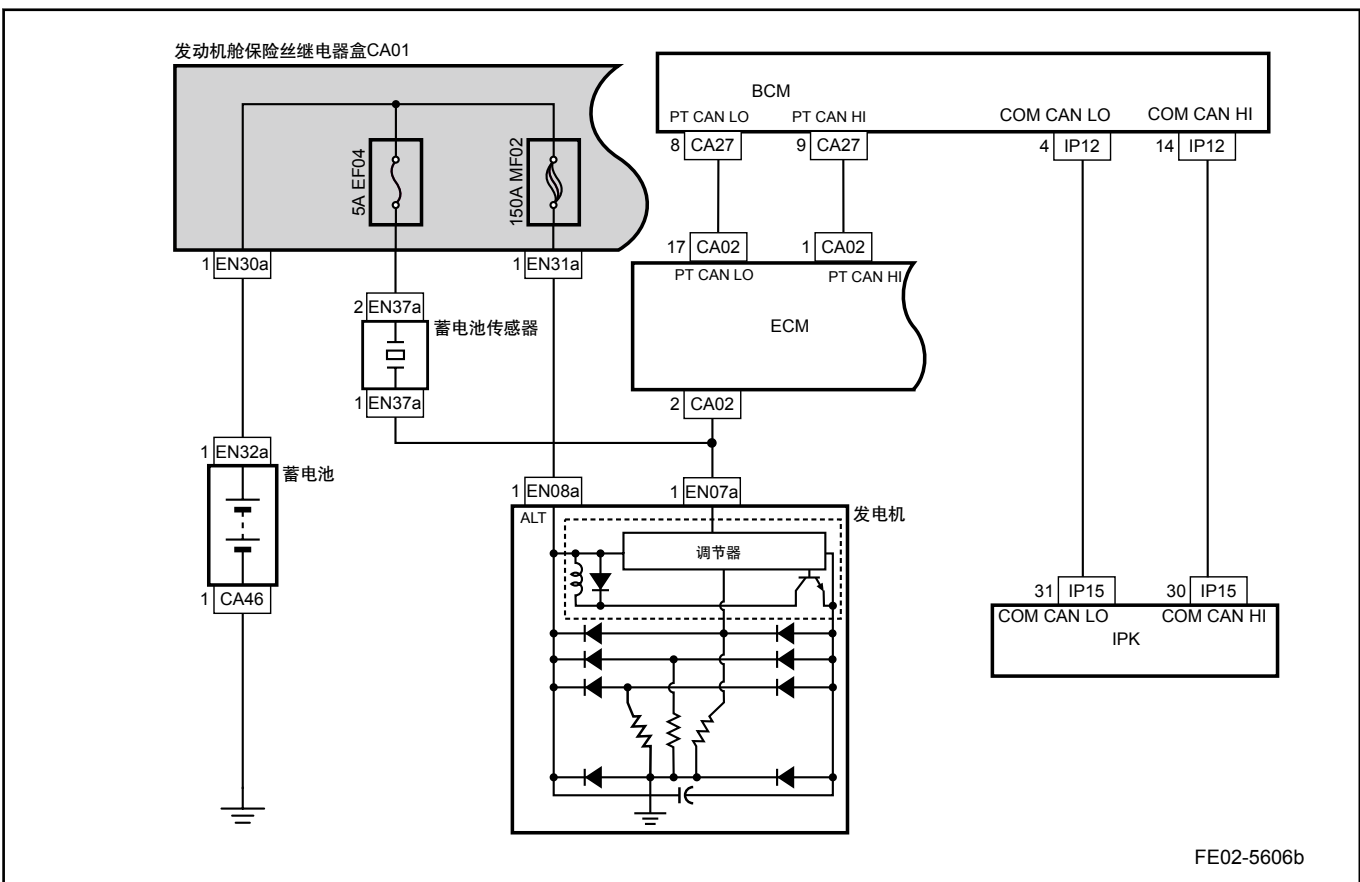 发动机舱保险丝继电器盒CA01
BCM
PT CAN LO
PT CAN HI
COM CAN LO
COM CAN HI
8 CA27
9 CA27
4 IP12
14 IP12
5A EF04
150A MF02
17 CA02
1 CA02
1 EN30a
1 EN31a
PT CAN LO
PT CAN HI
2 EN37a
蓄电池传感器
ECM
1 EN37a
2 CA02
1 EN32a
蓄电池
1 EN08a
1 EN07a
发电机
ALT
调节器
1 CA46
31 IP15
30 IP15
COM CAN LO
COM CAN HI
IPK
FE02-5606b